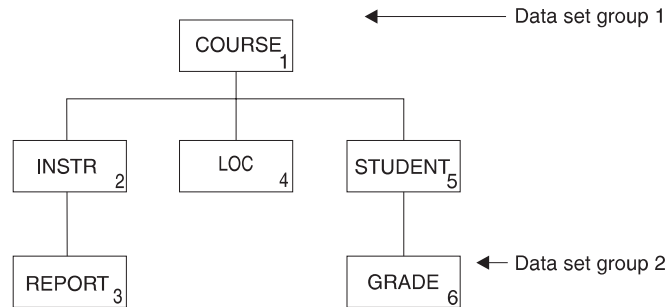 Data set group 1
COURSE 1
INSTR 2
LOC 4
STUDENT 5
REPORT 3
GRADE 6
Data set group 2